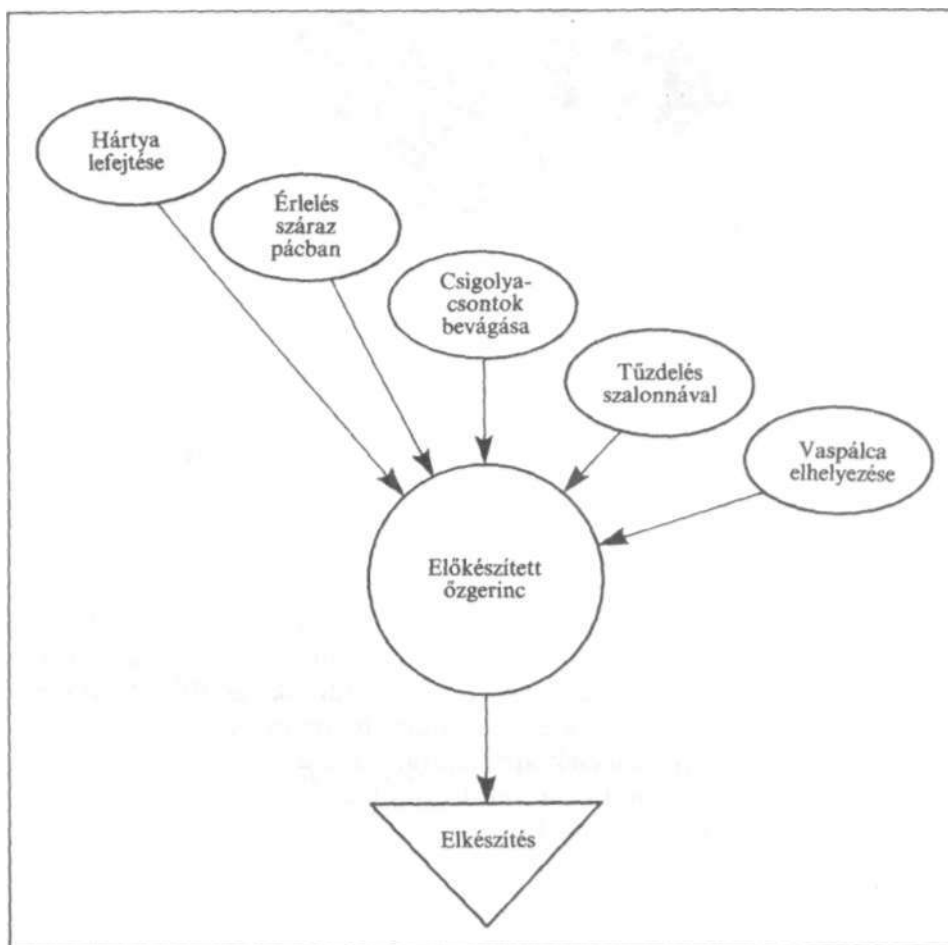 Hártya
lefejtése
Érlelés
száraz
pácban
Csigolya-
csontok
bevágása
Tűzdelés
szalonnával
Vaspálca
elhelyezése
Előkészített
őzgerinc
Elkészítés